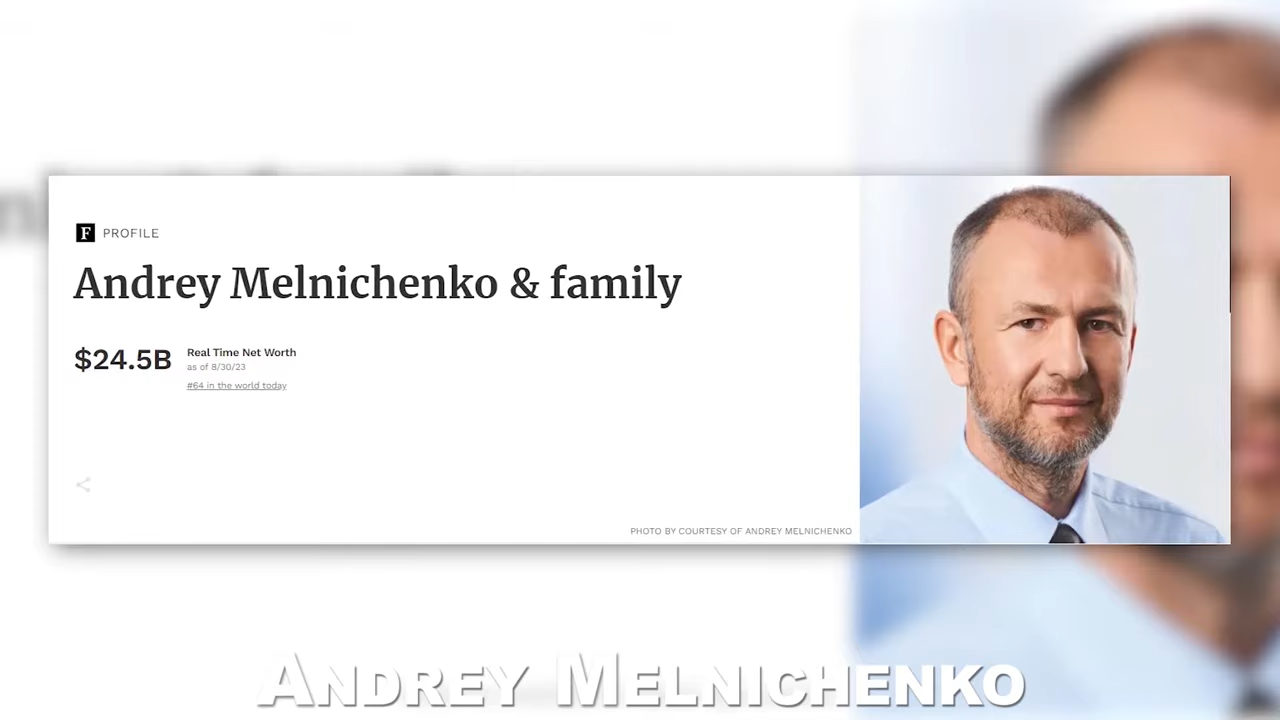 F PROFILE
Andrey Melnichenko & family
$24.5B
Real Time Net Worth
as of 8/30/23
#64 in the world today
PHOTO BY COURTESY OF ANDREY MELNICHENKO
ANDREY MELNICHENKO